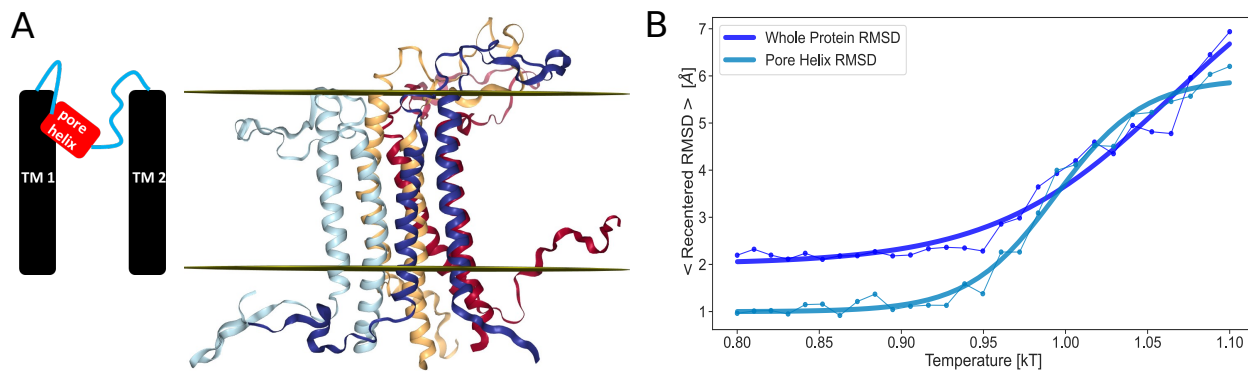 A
pore
helix
TM 1
TM 2
B
Whole Protein RMSD
Pore Helix RMSD
< Recentered RMSD > [Å]
7
6
5
4
3
2
1
0.80
0.85
0.90
0.95
1.00
1.05
1.10
Temperature [kT]